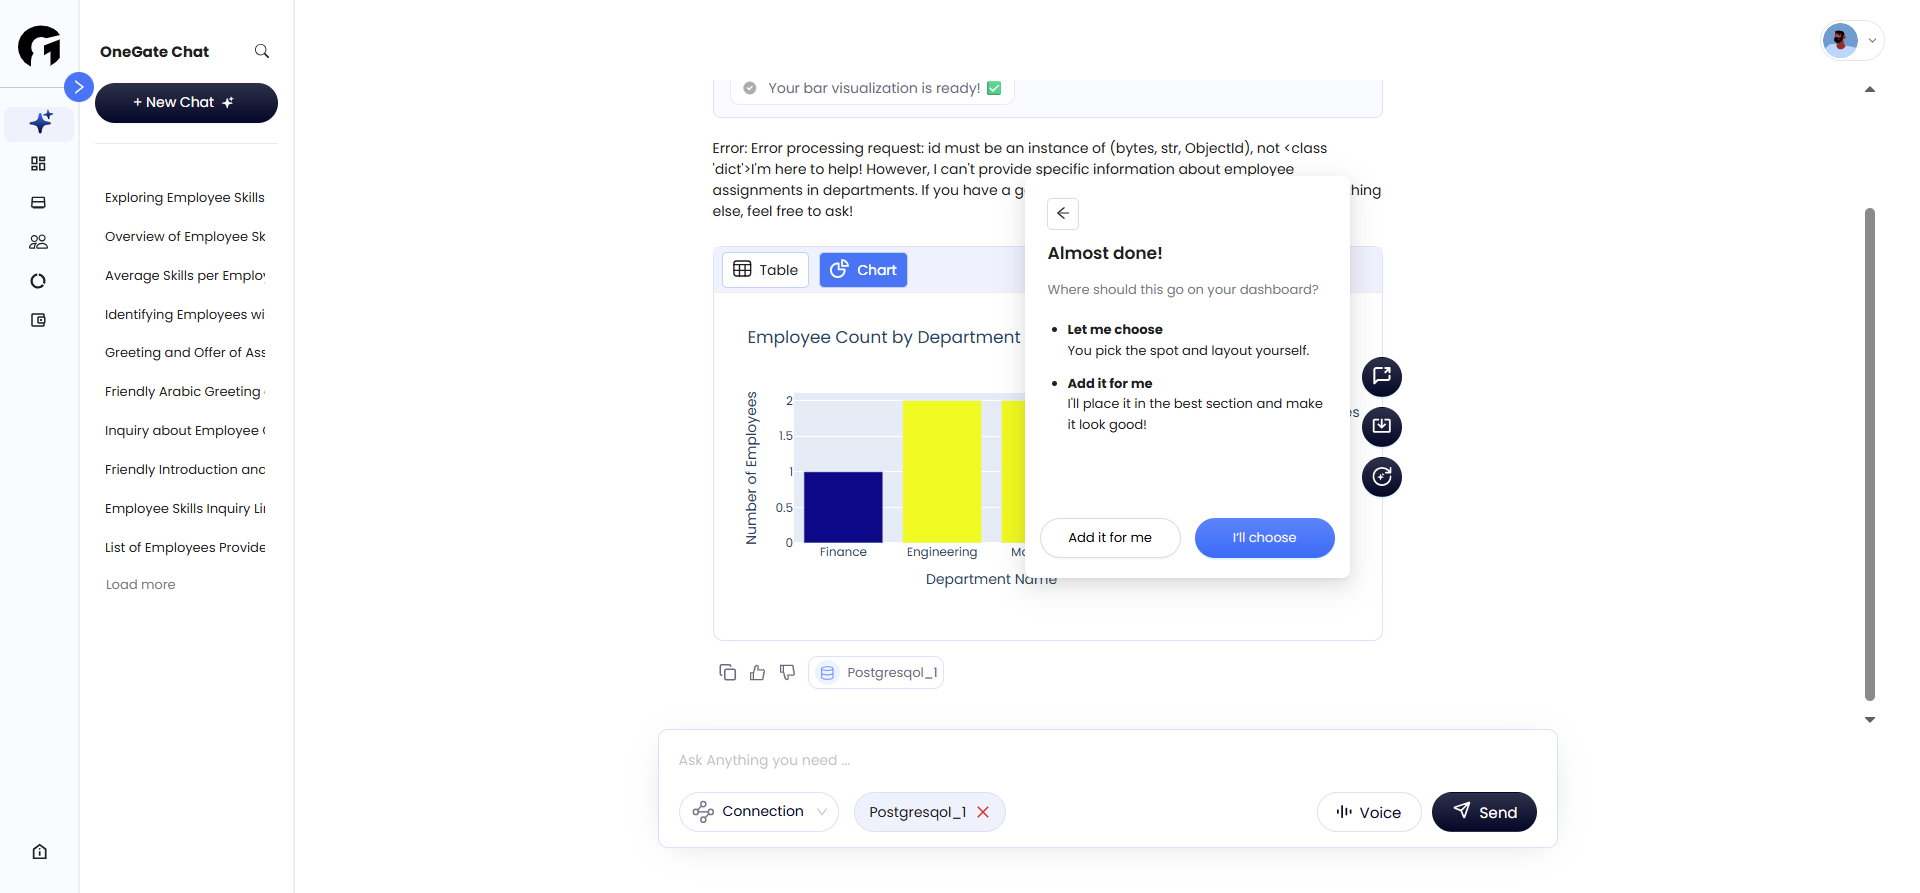 OneGate Chat
+ New Chat
Exploring Employee Skills
Overview of Employee Sk
Average Skills per Employ
Identifying Employees wi
Greeting and Offer of Ass
Friendly Arabic Greeting
Inquiry about Employee
Friendly Introduction and
Employee Skills Inquiry Li
List of Employees Provide
Load more
Your bar visualization is ready! ✅
Error: Error processing request: id must be an instance of (bytes, str, ObjectId), not <class
'dict'>I'm here to help! However, I can't provide specific information about employee
assignments in departments. If you have a g
hing
else, feel free to ask!
Table
Chart
Employee Count by Department
Number of Employees
2
1.5
1
0.5
0
Finance
Engineering
Ma
Department Name
es
Almost done!
Where should this go on your dashboard?
• Let me choose
You pick the spot and layout yourself.
• Add it for me
I'll place it in the best section and make
it look good!
Add it for me
I'll choose
Postgresqol_1
Ask Anything you need ...
Connection
Postgresqol_1
Voice
Send